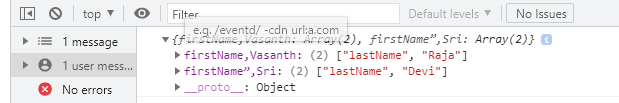 top Filter Default levels No Issues
e.g. /eventd/ -cdn url:a.com
1 message
{firstName,Vasanth: Array(2), firstName”,Sri: Array(2)} i
1 user mess...
firstName,Vasanth: (2) ["lastName", "Raja"]
firstName”,Sri: (2) ["lastName", "Devi"]
No errors
__proto__: Object